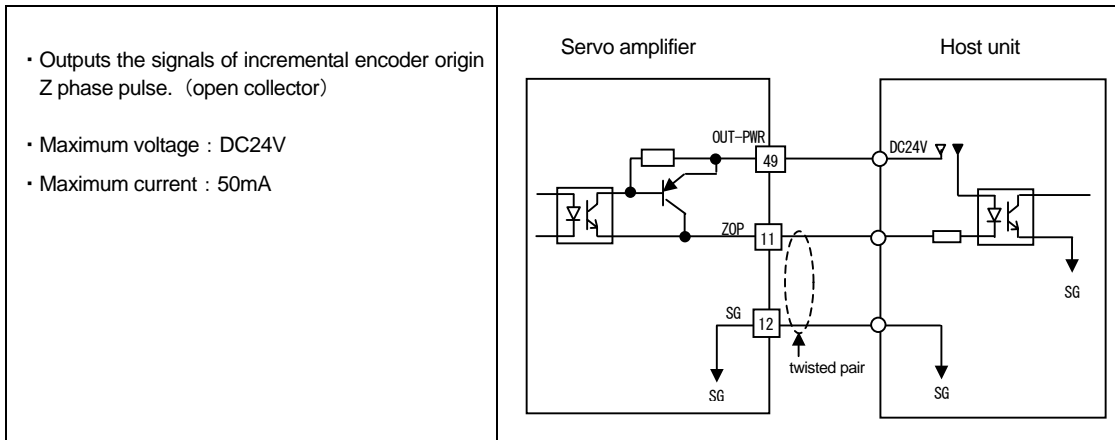 ・Outputs the signals of incremental encoder origin
Z phase pulse.（open collector）
・Maximum voltage：DC24V
・Maximum current：50mA
Servo amplifier
Host unit
OUT-PWR
49
DC24V
ZOP
11
SG
SG
12
twisted pair
SG
SG